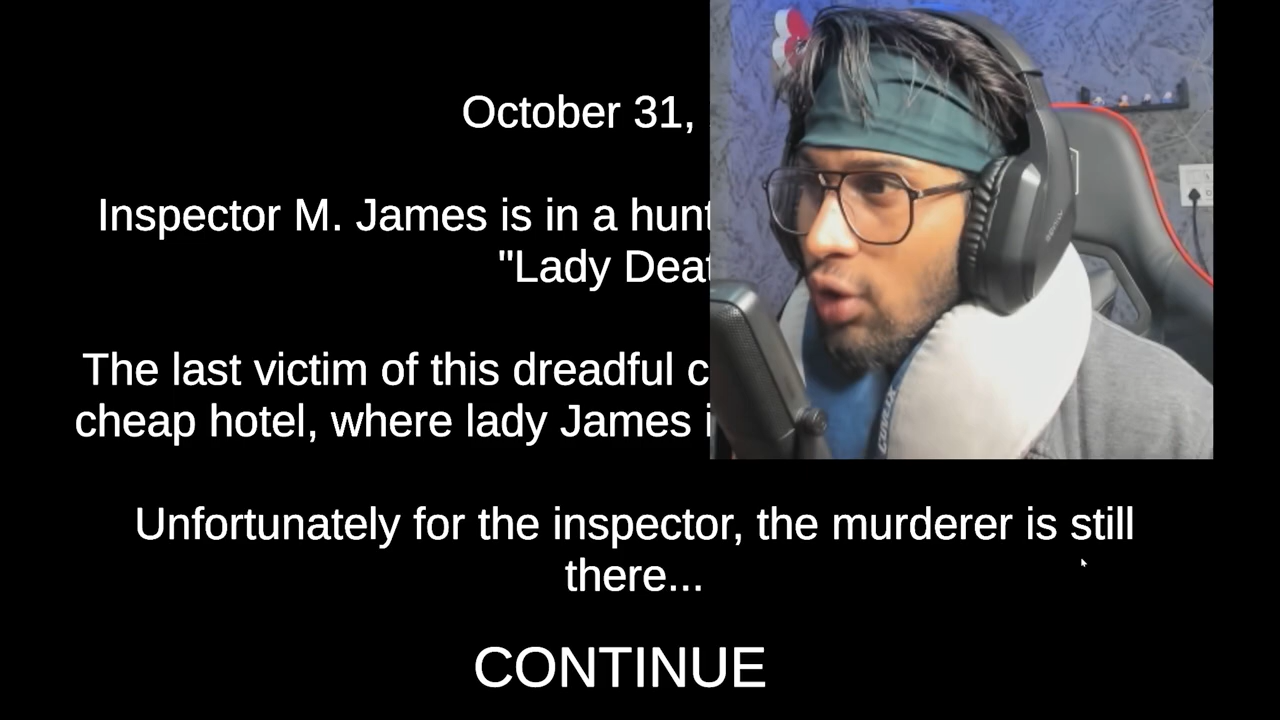 October 31,
Inspector M. James is in a hunt
"Lady
The last victim of this dreadful
cheap hotel, where lady James
Unfortunately for the inspector, the murderer is still
there...
CONTINUE